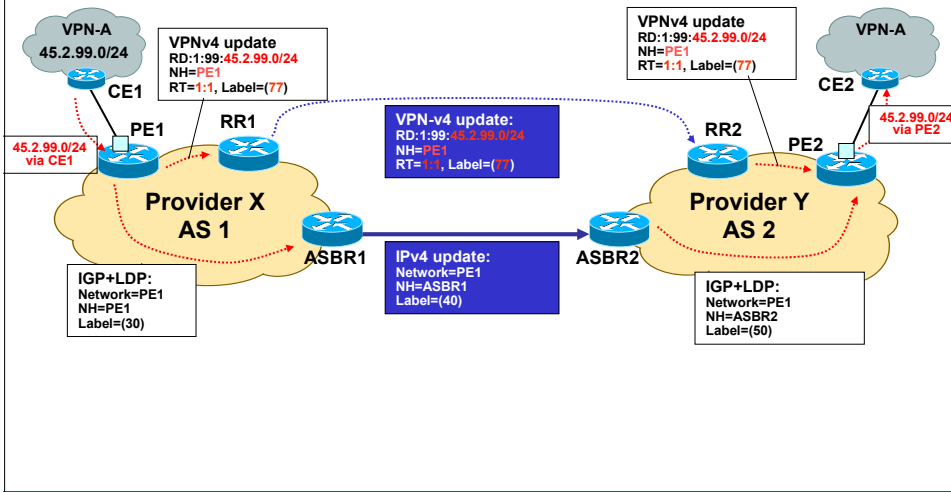 VPN-A
45.2.99.0/24
CE1
VPNv4 update
RD:1:99:45.2.99.0/24
NH=PE1
RT=1:1, Label=(77)
PE1
RR1
45.2.99.0/24
via CE1
Provider X
AS 1
ASBR1
IGP+LDP:
Network=PE1
NH=PE1
Label=(30)
VPN-v4 update:
RD:1:99:45.2.99.0/24
NH=PE1
RT=1:1, Label=(77)
IPv4 update:
Network=PE1
NH=ASBR1
Label=(40)
VPNv4 update:
RD:1:99:45.2.99.0/24
NH=PE1
RT=1:1, Label=(77)
VPN-A
CE2
45.2.99.0/24
via PE2
RR2
PE2
Provider Y
AS 2
ASBR2
IGP+LDP:
Network=PE1
NH=ASBR2
Label=(50)